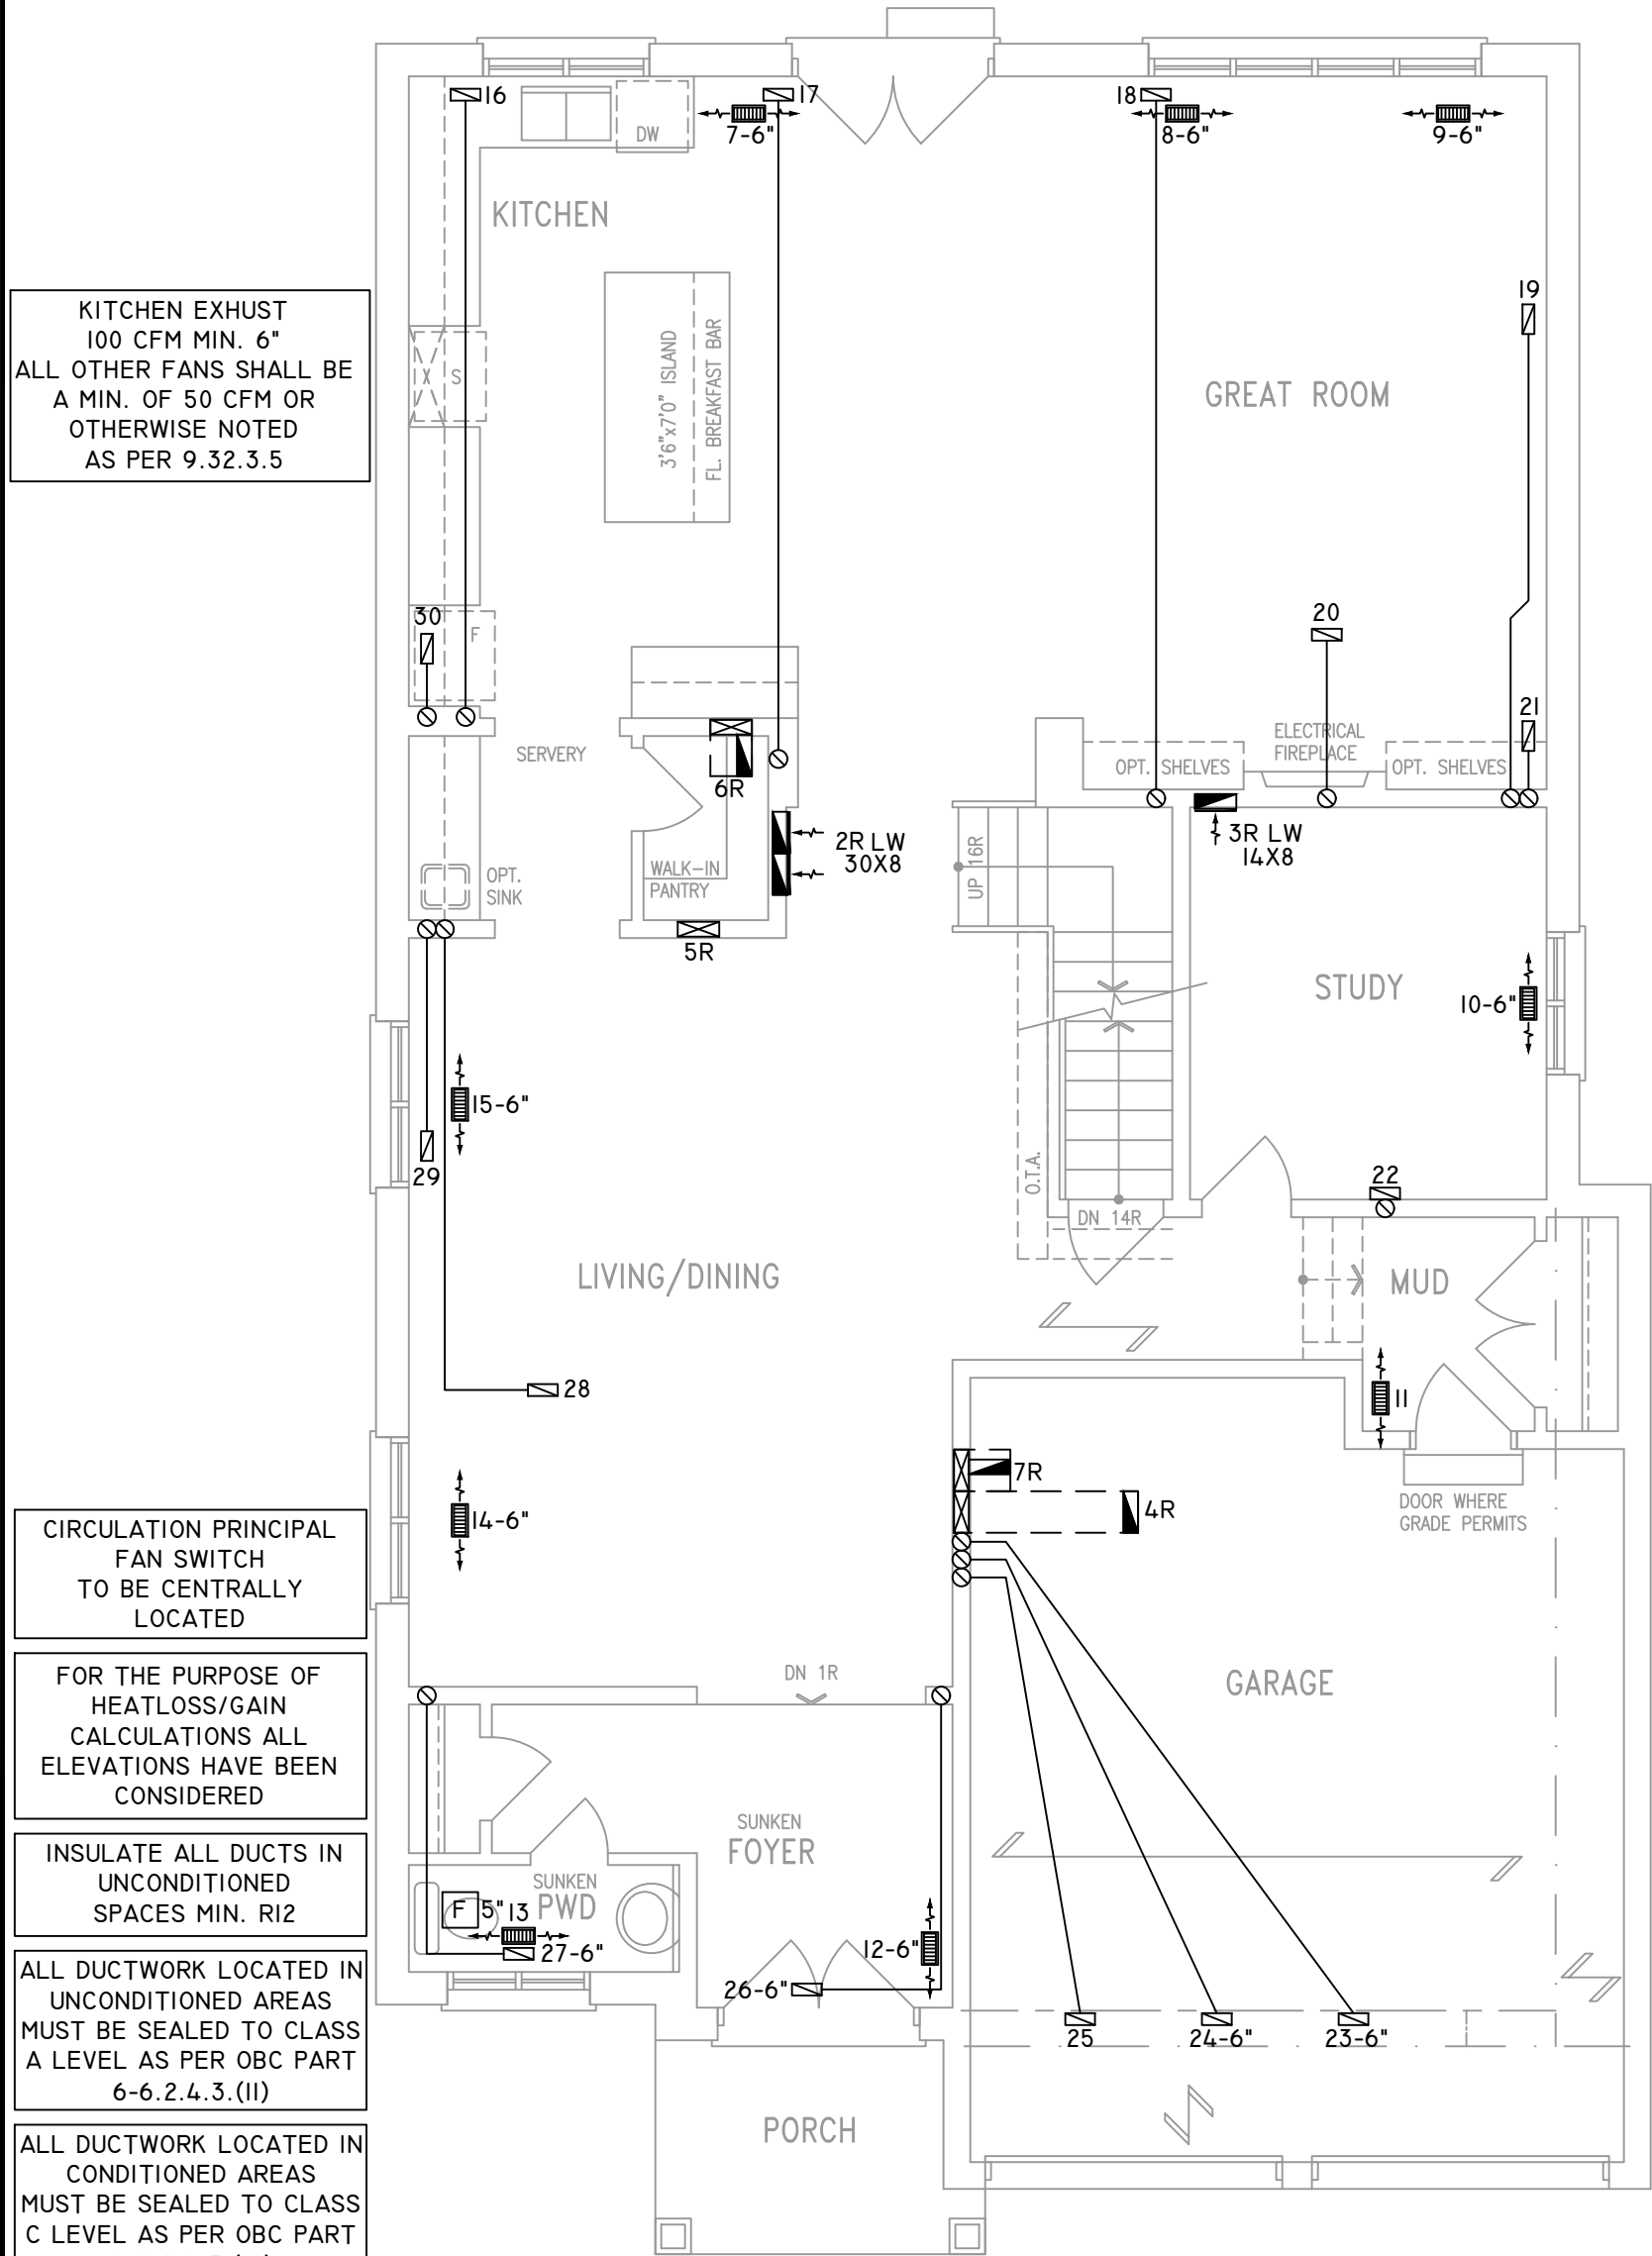 16
17
18
7-6"
8-6"
9-6"
DW
KITCHEN
KITCHEN EXHUST
100 CFM MIN. 6"
ALL OTHER FANS SHALL BE
A MIN. OF 50 CFM OR
OTHERWISE NOTED
AS PER 9.32.3.5
S
3'6"x7'0" ISLAND
FL. BREAKFAST BAR
GREAT ROOM
19
30
F
20
21
SERVERY
ELECTRICAL
FIREPLACE
OPT. SHELVES
OPT. SHELVES
6R
2R LW
30X8
3R LW
14X8
WALK-IN
PANTRY
OPT.
SINK
UP 16R
5R
STUDY
10-6"
15-6"
29
O.T.A.
22
DN 14R
LIVING/DINING
MUD
28
11
7R
4R
DOOR WHERE
GRADE PERMITS
14-6"
CIRCULATION PRINCIPAL
FAN SWITCH
TO BE CENTRALLY
LOCATED
FOR THE PURPOSE OF
HEATLOSS/GAIN
CALCULATIONS ALL
ELEVATIONS HAVE BEEN
CONSIDERED
DN 1R
GARAGE
SUNKEN
FOYER
INSULATE ALL DUCTS IN
UNCONDITIONED
SPACES MIN. R12
SUNKEN
PWD
F 5" 13
27-6"
12-6"
26-6"
25
24-6"
23-6"
ALL DUCTWORK LOCATED IN
UNCONDITIONED AREAS
MUST BE SEALED TO CLASS
A LEVEL AS PER OBC PART
6-6.2.4.3.(11)
PORCH
ALL DUCTWORK LOCATED IN
CONDITIONED AREAS
MUST BE SEALED TO CLASS
C LEVEL AS PER OBC PART